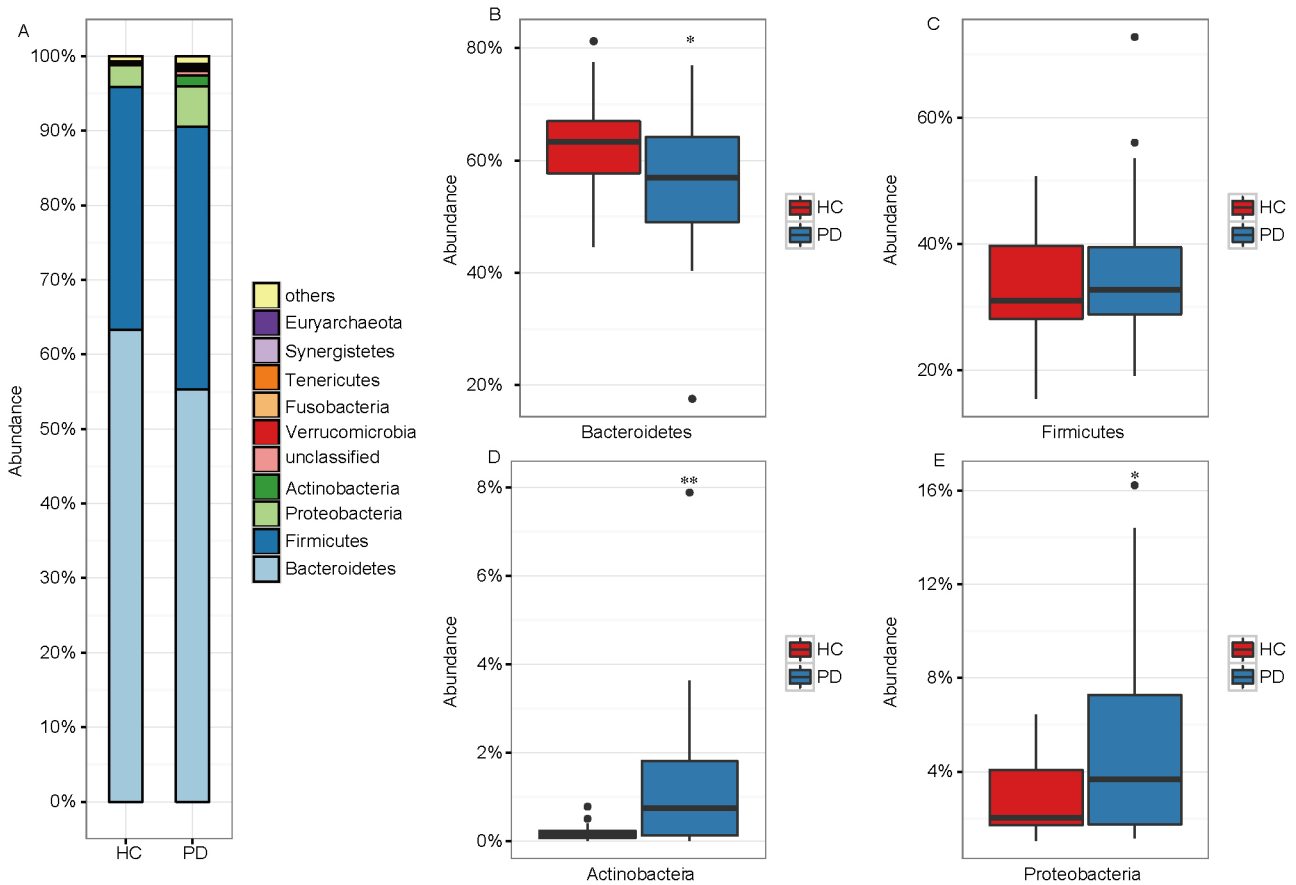 A
Abundance
100%
90%
80%
70%
60%
50%
40%
30%
20%
10%
0%
HC PD
others
Euryarchaeota
Synergistetes
Tenericutes
Fusobacteria
Verrucomicrobia
unclassified
Actinobacteria
Proteobacteria
Firmicutes
Bacteroidetes
B
Abundance
80%
60%
40%
20%
*
Bacteroidetes
HC
PD
C
Abundance
60%
40%
20%
Firmicutes
HC
PD
D
Abundance
8%
6%
4%
2%
0%
**
Actinobacteria
HC
PD
E
Abundance
16%
12%
8%
4%
*
Proteobacteria
HC
PD